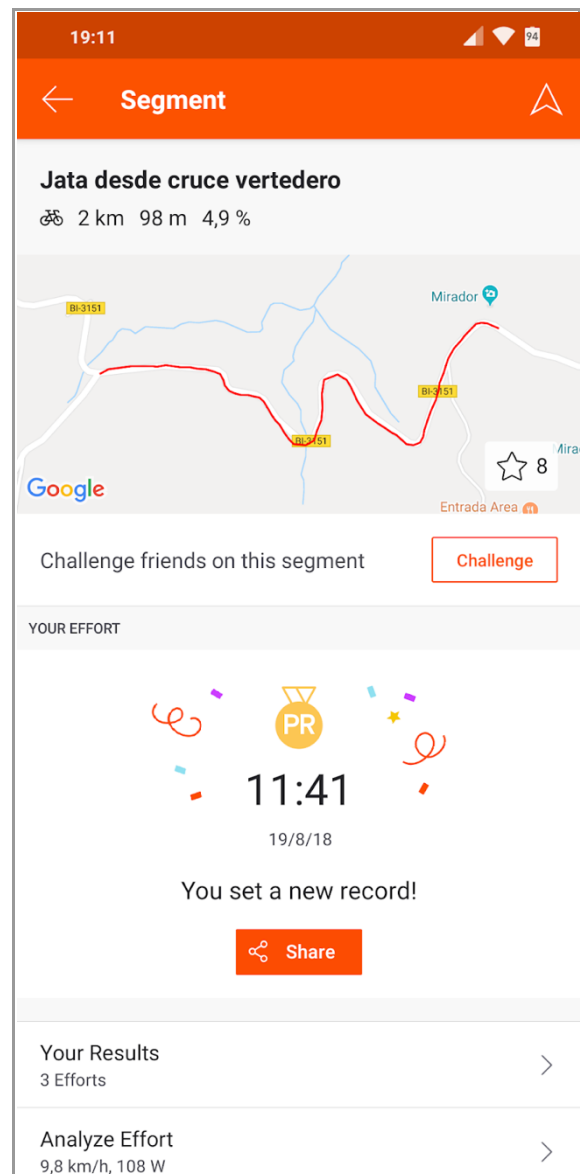 19:11
94
Segment
Jata desde cruce vertedero
2 km 98 m 4,9 %
Mirador
BI-3151
BI-3151
BI-3151
8
Mira
Google
Entrada Area
Challenge friends on this segment
Challenge
YOUR EFFORT
PR
11:41
19/8/18
You set a new record!
Share
Your Results
3 Efforts
Analyze Effort
9,8 km/h, 108 W